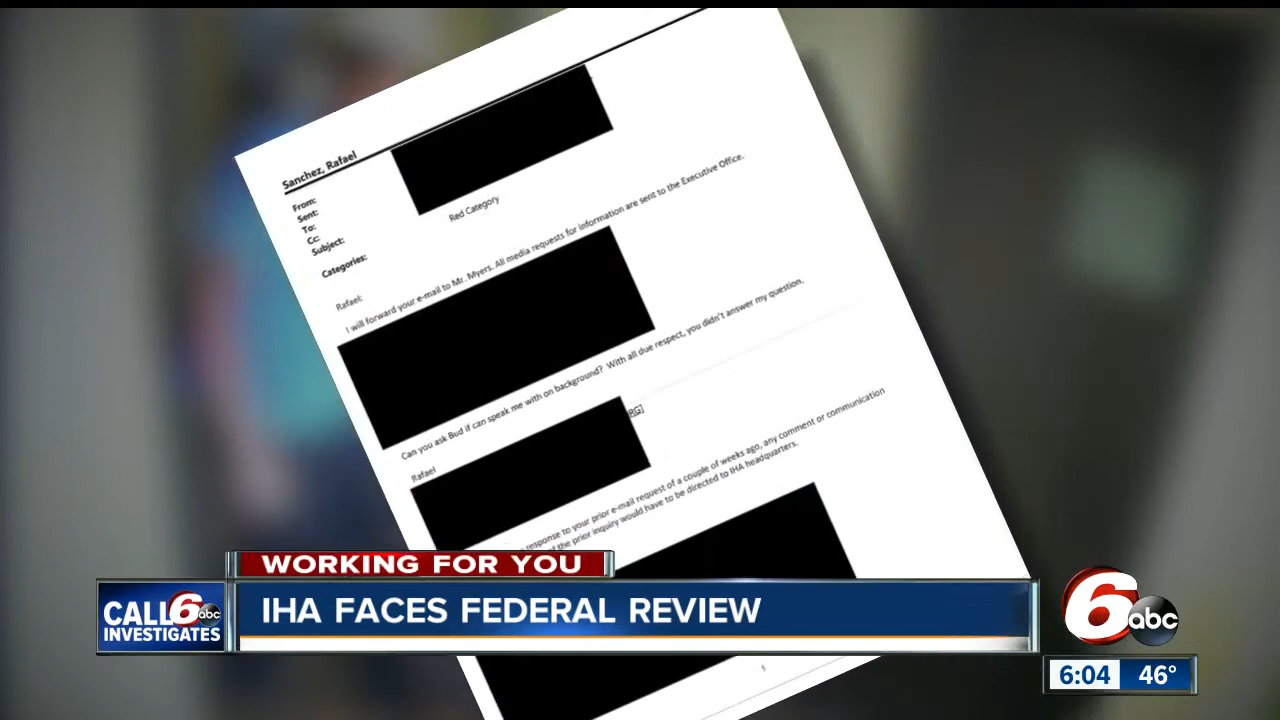 Sanchez, Rafael
From:
Sent:
To:
Cc:
Subject:
Categories:
Red Category
Rafael:
I will forward your e-mail to Mr. Myers. All media requests for information are sent to the Executive Office.
Can you ask Bud if can speak me with on background? With all due respect, you didn't answer my question.
Rafael
response to your prior e-mail request of a couple of weeks ago, any comment or communication
of the prior inquiry would have to be directed to IHA headquarters.
WORKING FOR YOU
CALL 6 abc
INVESTIGATES
IHA FACES FEDERAL REVIEW
6 abc
6:04 46°